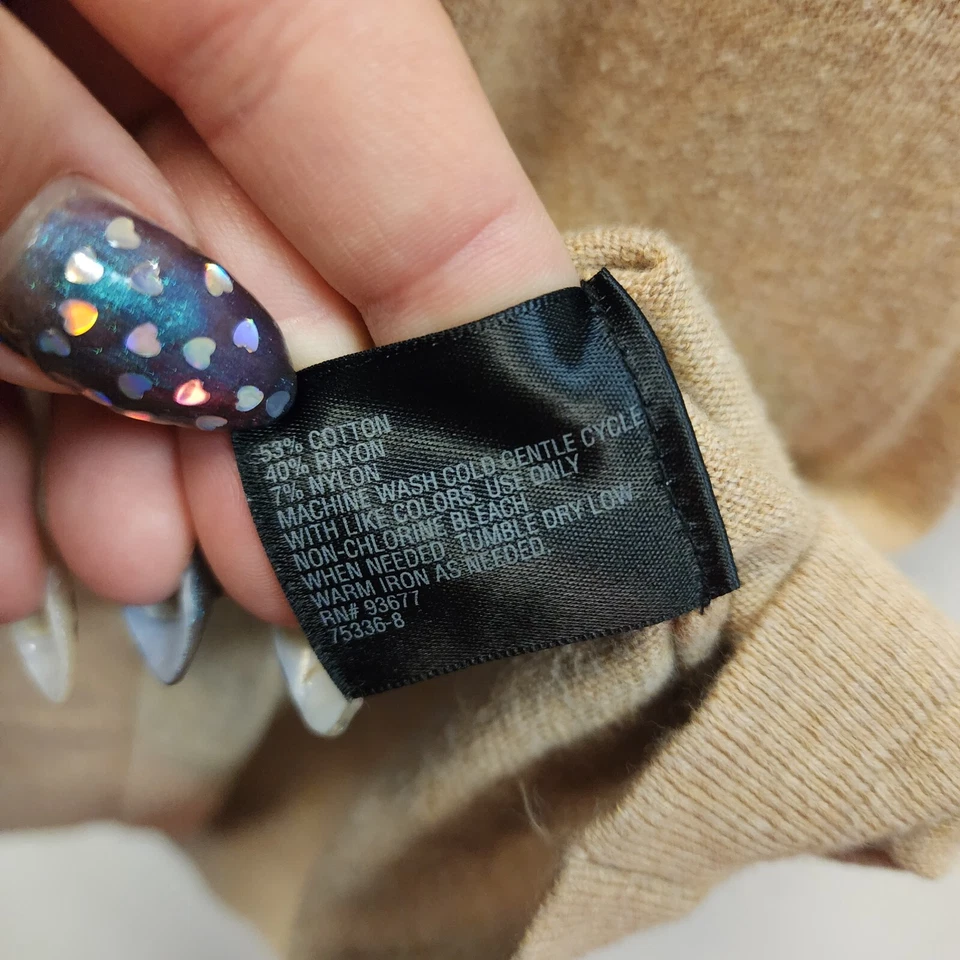 53% COTTON
40% RAYON
7% NYLON
MACHINE WASH COLD GENTLE CYCLE
WITH LIKE COLORS. USE ONLY
NON-CHLORINE BLEACH
WHEN NEEDED. TUMBLE DRY LOW
WARM IRON AS NEEDED.
RN# 93677
75336-8